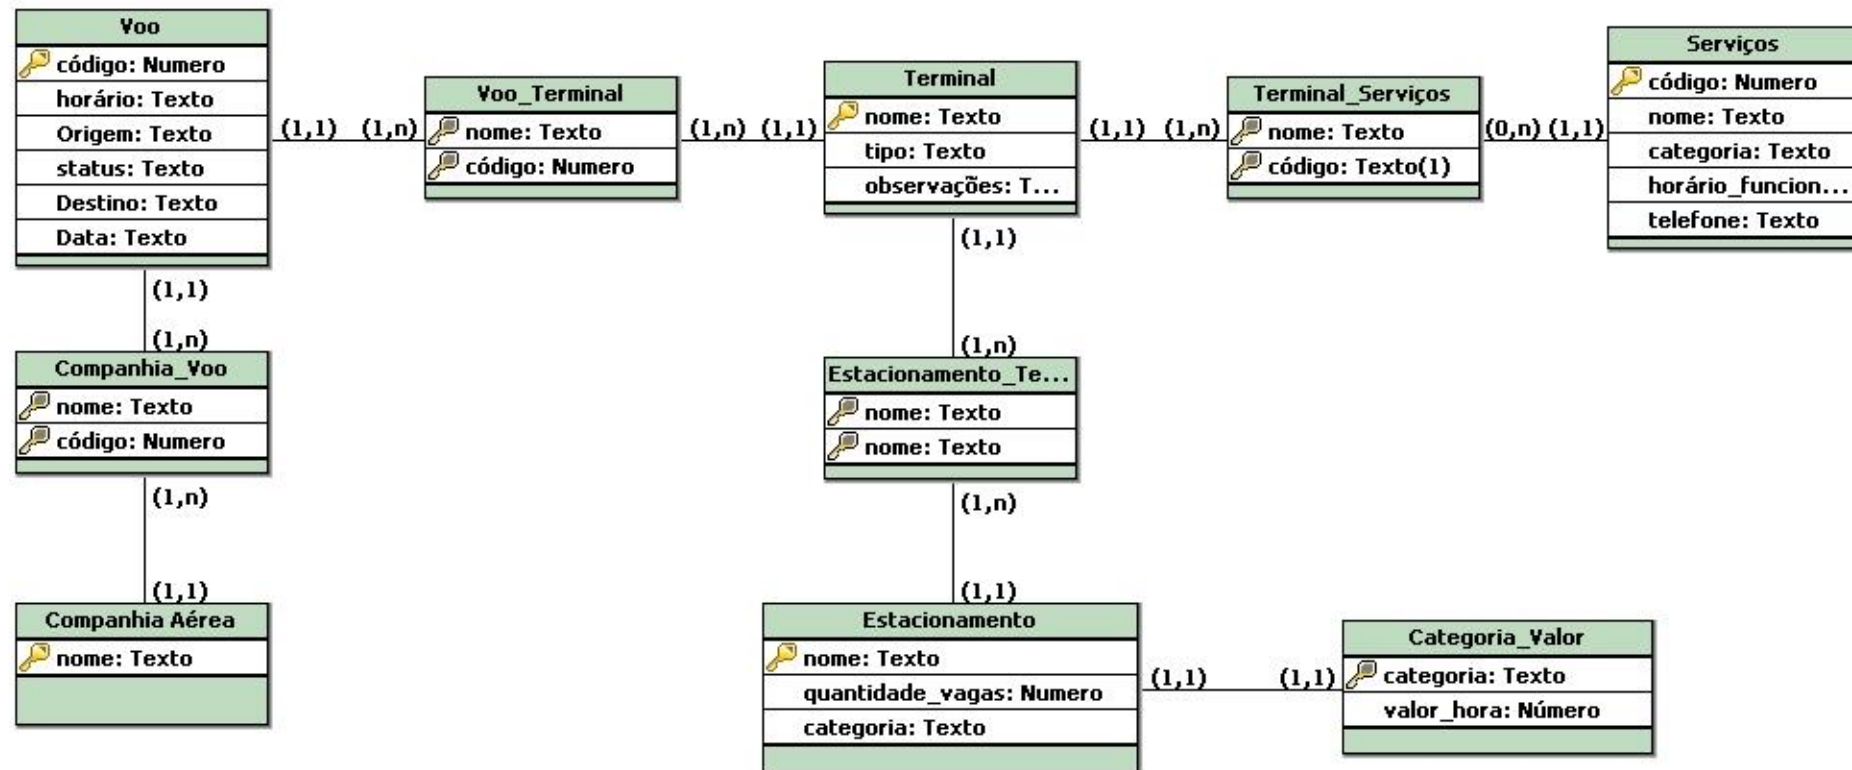 Voo
código: Numero
horário: Texto
Origem: Texto
status: Texto
Destino: Texto
Data: Texto
(1,1) (1,n)
Voo_Terminal
nome: Texto
código: Numero
(1,n) (1,1)
Terminal
nome: Texto
tipo: Texto
observações: T...
(1,1) (1,n)
Terminal_Serviços
nome: Texto
código: Texto(1)
(0,n) (1,1)
Serviços
código: Numero
nome: Texto
categoria: Texto
horário_funcion...
telefone: Texto
(1,1)
(1,n)
Companhia_Voo
nome: Texto
código: Numero
(1,n)
(1,1)
Companhia Aérea
nome: Texto
(1,1)
(1,n)
Estacionamento_Te...
nome: Texto
nome: Texto
(1,n)
(1,1)
Estacionamento
nome: Texto
quantidade_vagas: Numero
categoria: Texto
(1,1) (1,1)
Categoria_Valor
categoria: Texto
valor_hora: Número